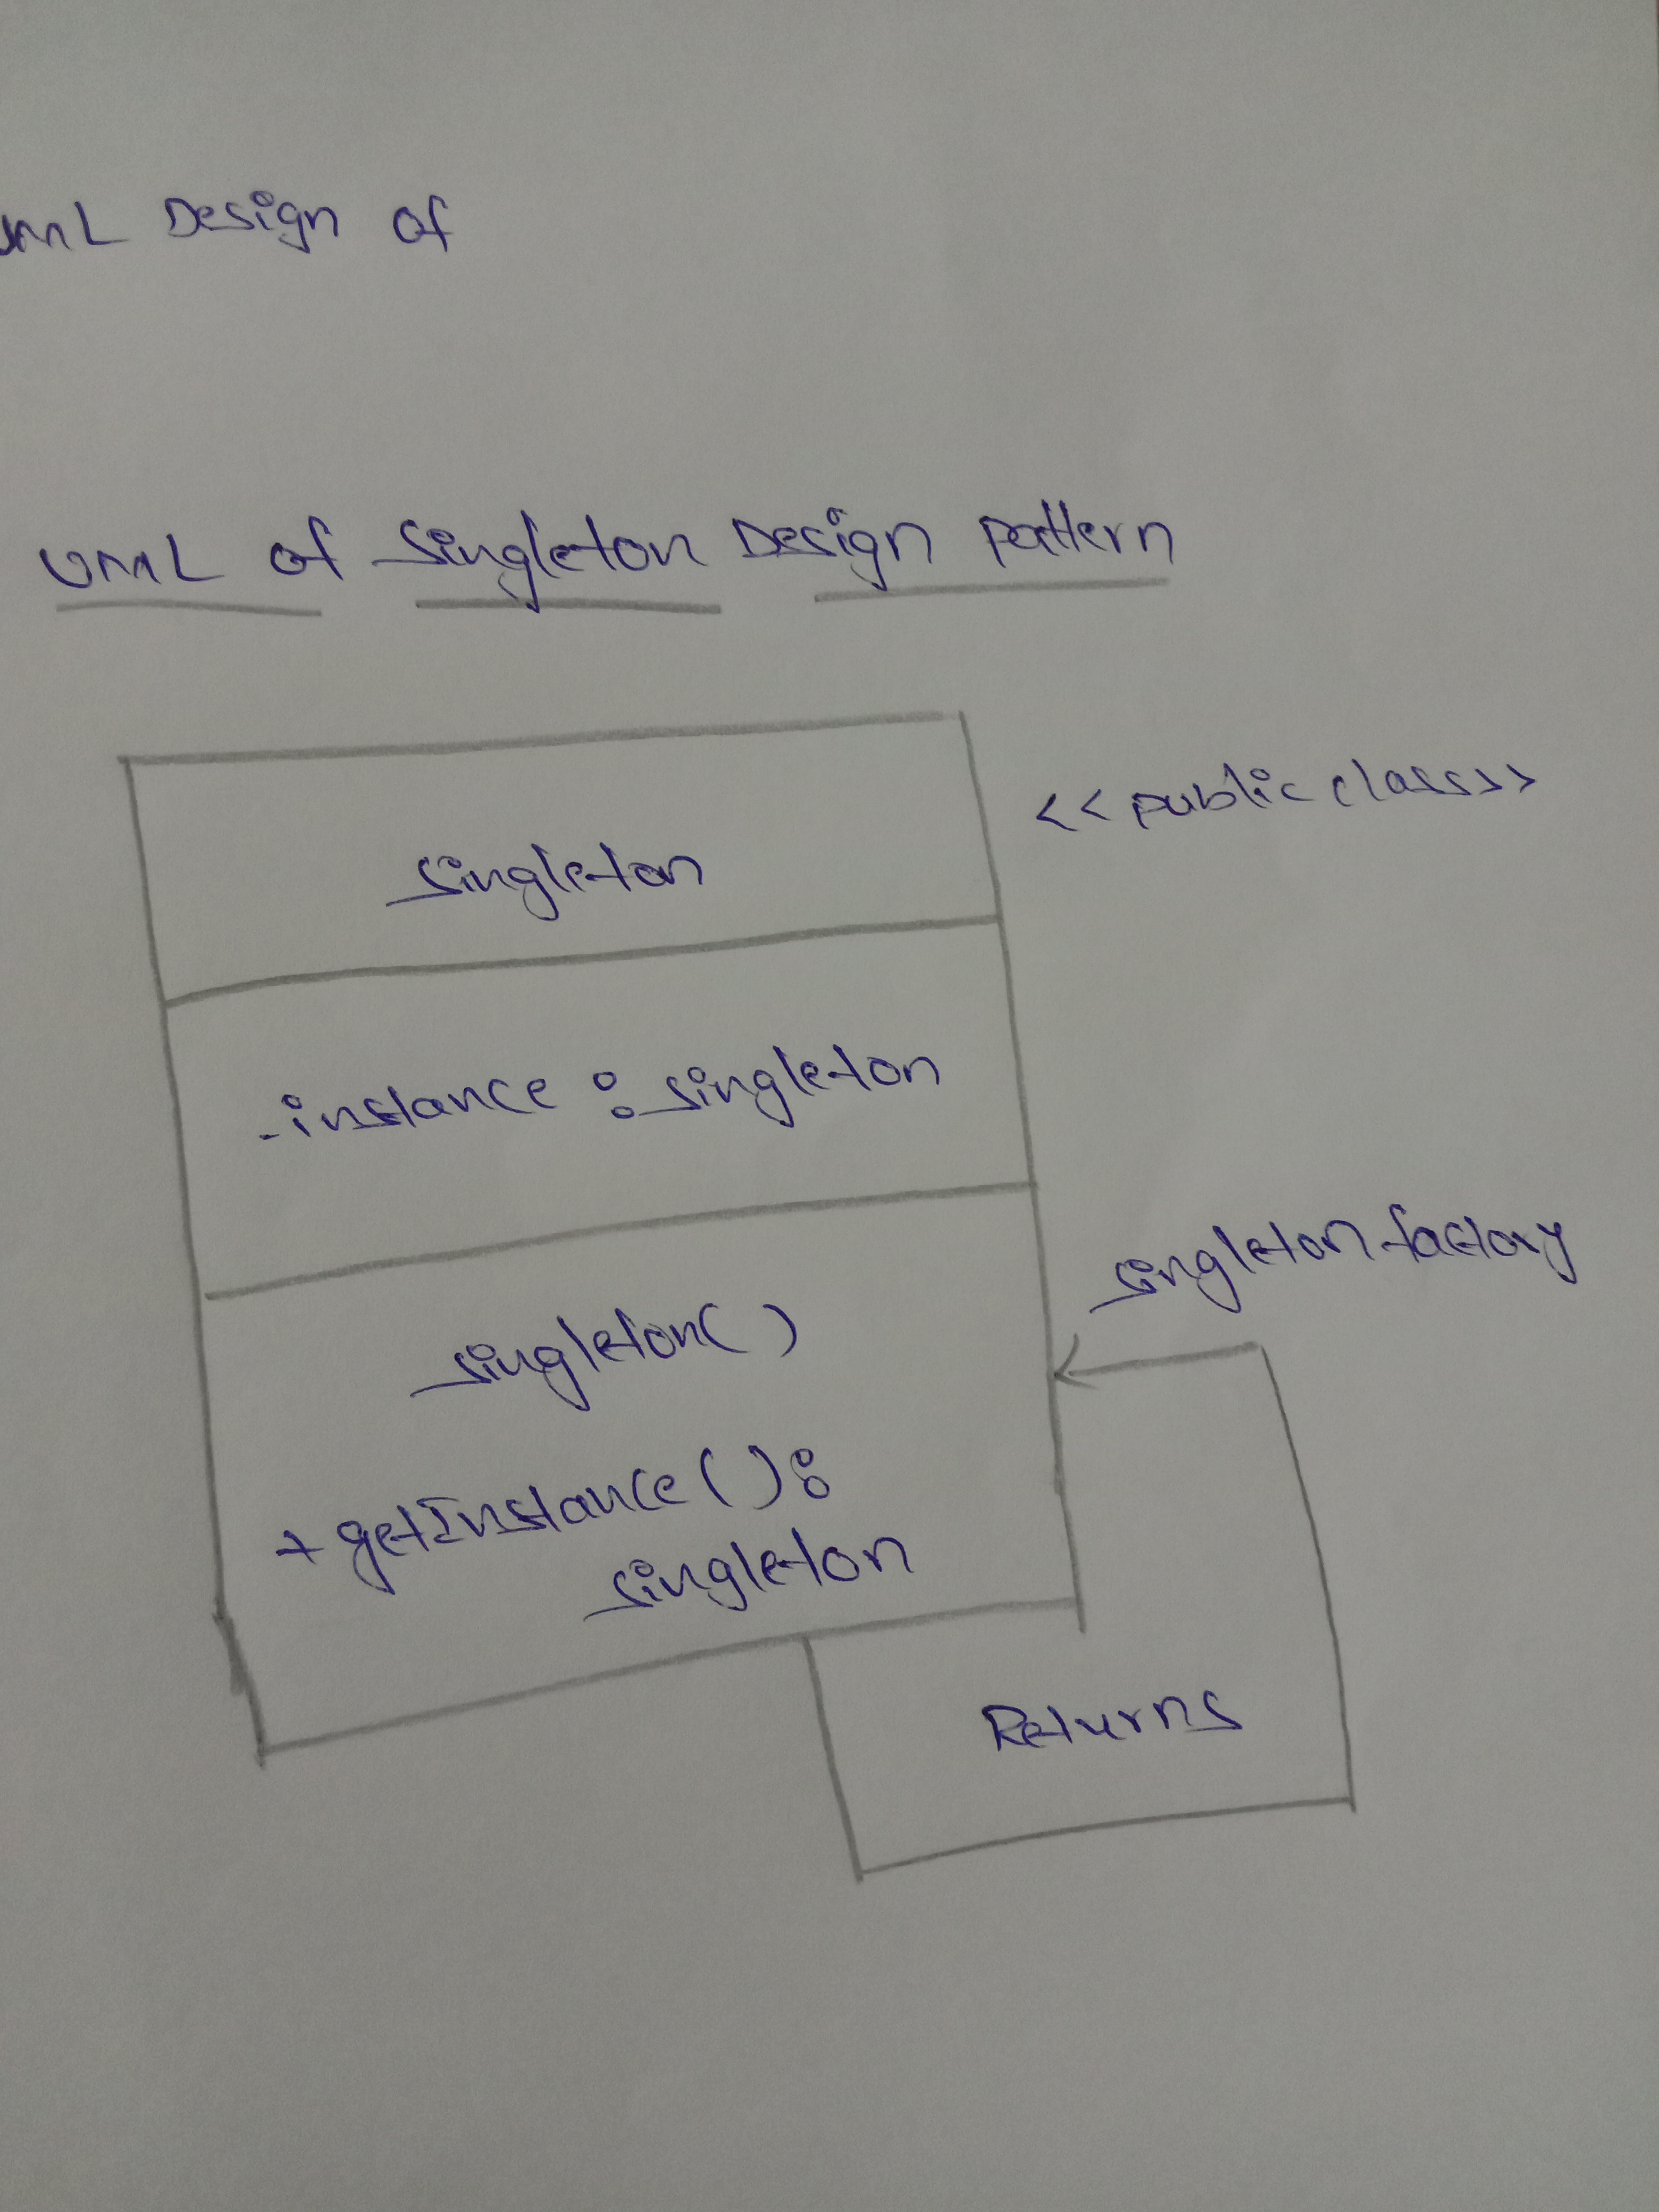 UML Design of
UML of Singleton Design pattern
<<public class>>
singleton
-instance : singleton
singleton factory
singleton()
+ getInstance():
singleton
Returns